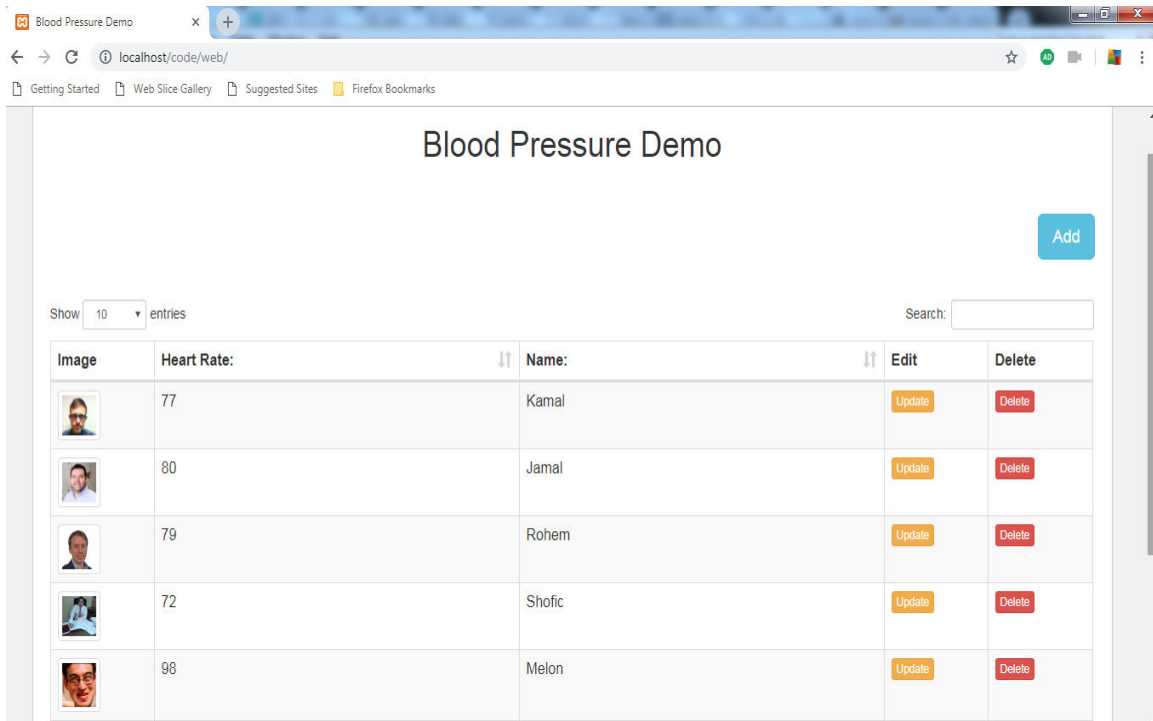 Blood Pressure Demo
localhost/code/web/
AD
Getting Started Web Slice Gallery Suggested Sites Firefox Bookmarks
Blood Pressure Demo
Add
Show 10 entries Search:
Image Heart Rate: Name: Edit Delete
77 Kamal Update Delete
80 Jamal Update Delete
79 Rohem Update Delete
72 Shofic Update Delete
98 Melon Update Delete